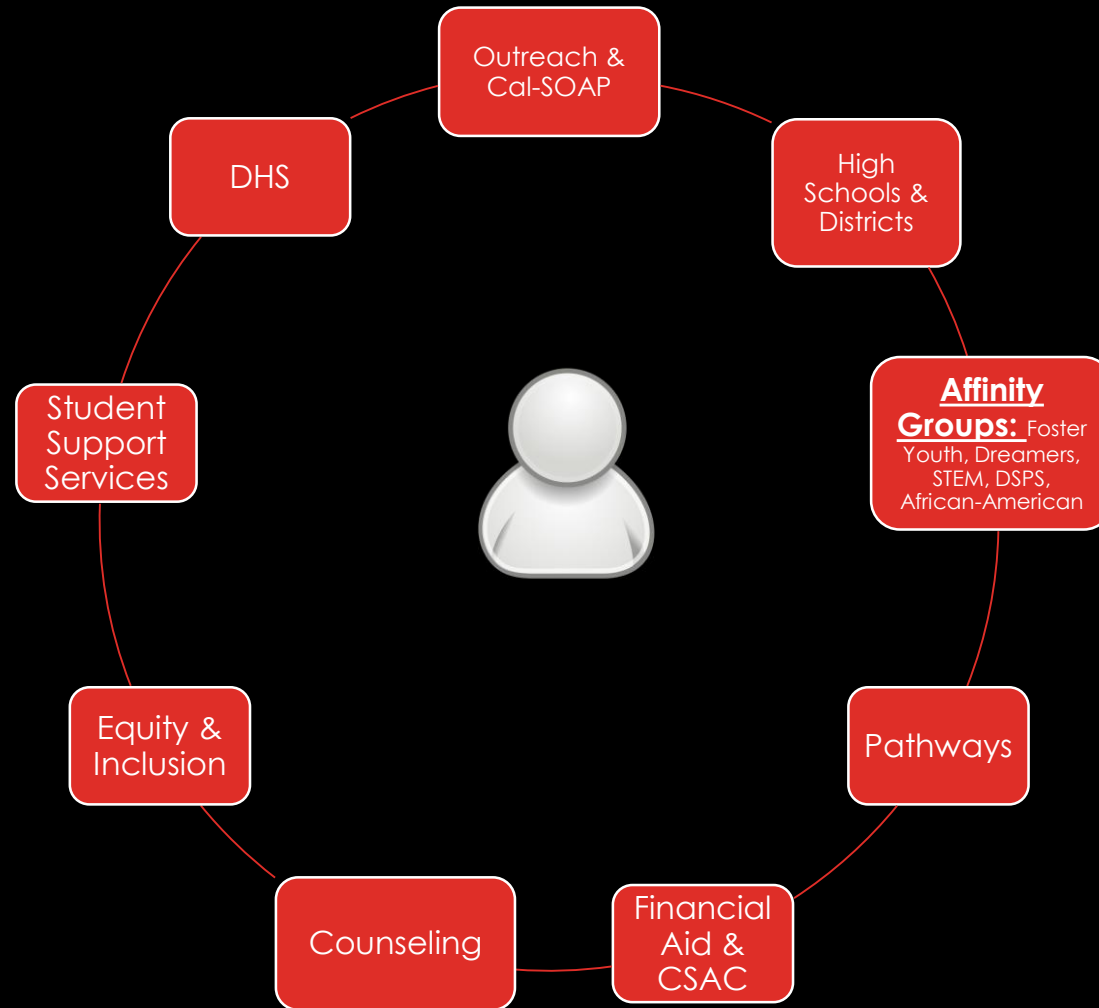 Outreach &
Cal-SOAP
High
Schools &
Districts
Affinity
Groups: Foster
Youth, Dreamers,
STEM, DSPS,
African-American
Pathways
Financial
Aid &
CSAC
Counseling
Equity &
Inclusion
Student
Support
Services
DHS